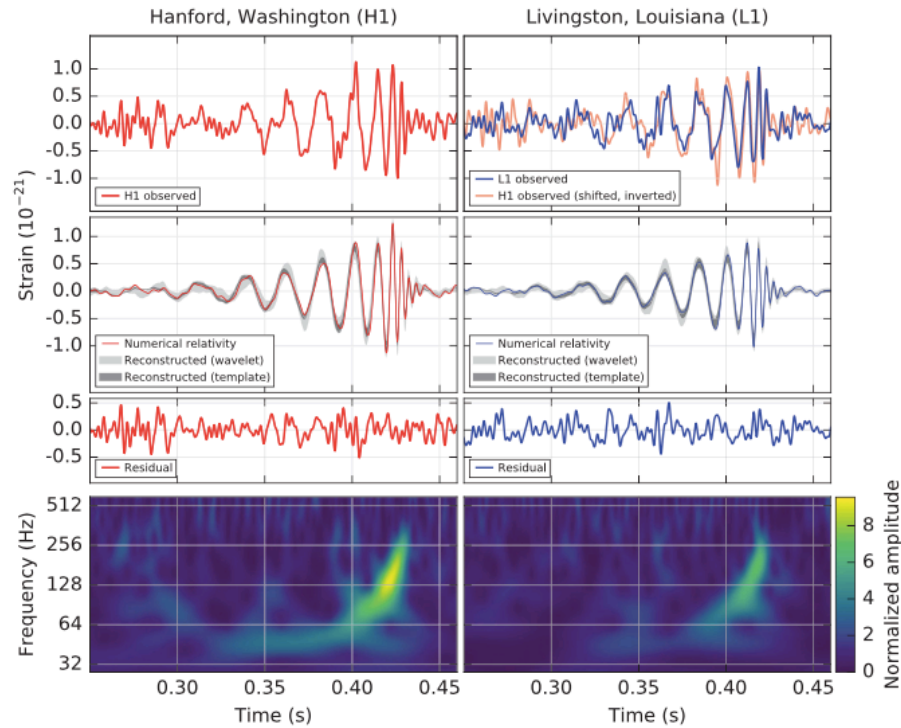 Hanford, Washington (H1)
Livingston, Louisiana (L1)
Strain (10⁻²¹)
1.0
0.5
0.0
-0.5
-1.0
H1 observed
L1 observed
H1 observed (shifted, inverted)
1.0
0.5
0.0
-0.5
-1.0
Numerical relativity
Reconstructed (wavelet)
Reconstructed (template)
Numerical relativity
Reconstructed (wavelet)
Reconstructed (template)
0.5
0.0
-0.5
Residual
Residual
Frequency (Hz)
512
256
128
64
32
0.30
0.35
0.40
0.45
Time (s)
0.30
0.35
0.40
0.45
Time (s)
8
6
4
2
0
Normalized amplitude